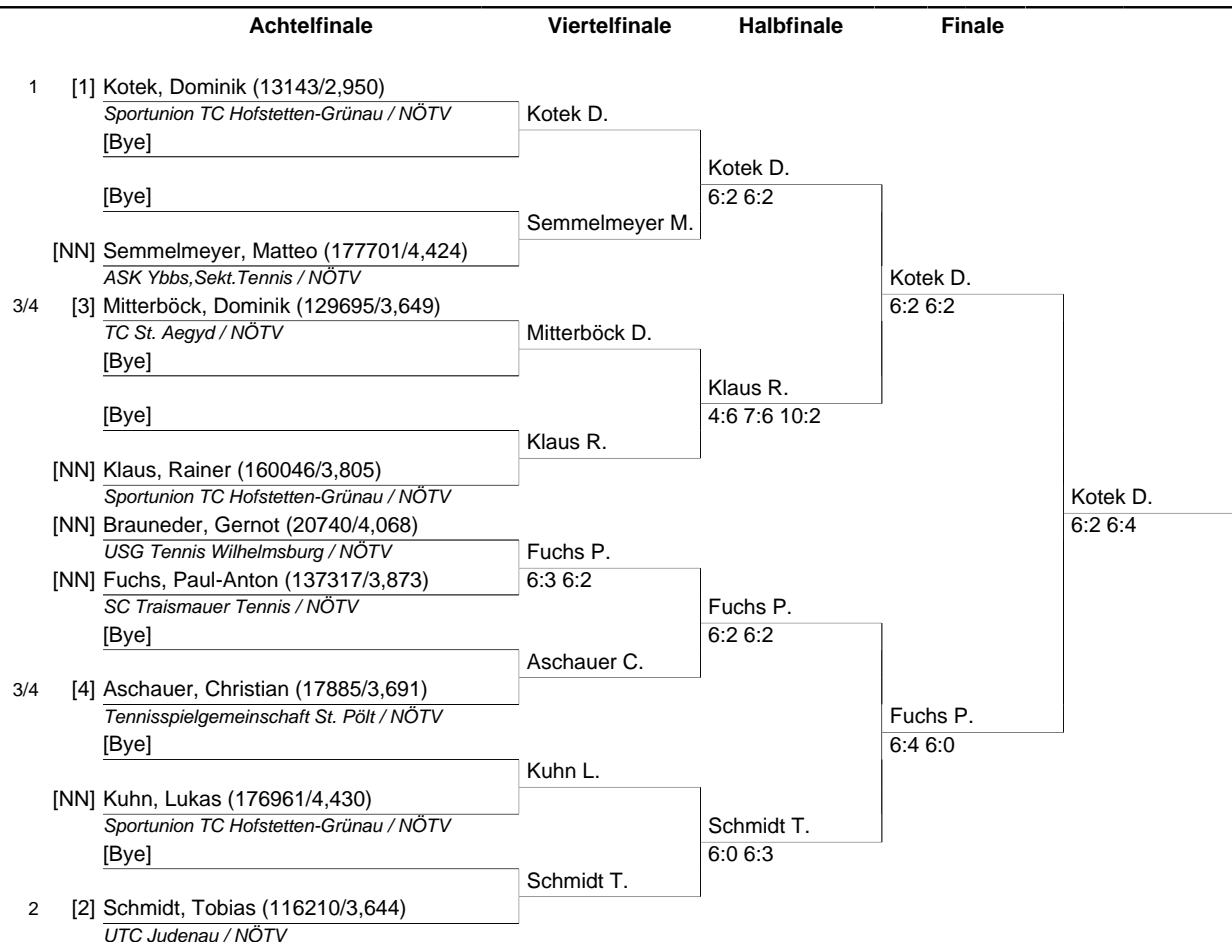 Achtelfinale Viertelfinale Halbfinale Finale
1 [1] Kotek, Dominik (13143/2,950)
Sportunion TC Hofstetten-Grünau / NÖTV
Kotek D.
[Bye]
Kotek D.
[Bye]
6:2 6:2
Semmelmeyer M.
[NN] Semmelmeyer, Matteo (177701/4,424)
ASK Ybbs,Sekt.Tennis / NÖTV
Kotek D.
3/4 [3] Mitterböck, Dominik (129695/3,649)
6:2 6:2
TC St. Aegyd / NÖTV
Mitterböck D.
[Bye]
Klaus R.
[Bye]
4:6 7:6 10:2
Klaus R.
[NN] Klaus, Rainer (160046/3,805)
Sportunion TC Hofstetten-Grünau / NÖTV
Kotek D.
[NN] Brauneder, Gernot (20740/4,068)
6:2 6:4
USG Tennis Wilhelmsburg / NÖTV
Fuchs P.
[NN] Fuchs, Paul-Anton (137317/3,873)
6:3 6:2
SC Traismauer Tennis / NÖTV
Fuchs P.
[Bye]
6:2 6:2
Aschauer C.
3/4 [4] Aschauer, Christian (17885/3,691)
Tennisspielgemeinschaft St. Pölt / NÖTV
Fuchs P.
[Bye]
6:4 6:0
Kuhn L.
[NN] Kuhn, Lukas (176961/4,430)
Sportunion TC Hofstetten-Grünau / NÖTV
Schmidt T.
[Bye]
6:0 6:3
Schmidt T.
2 [2] Schmidt, Tobias (116210/3,644)
UTC Judenau / NÖTV